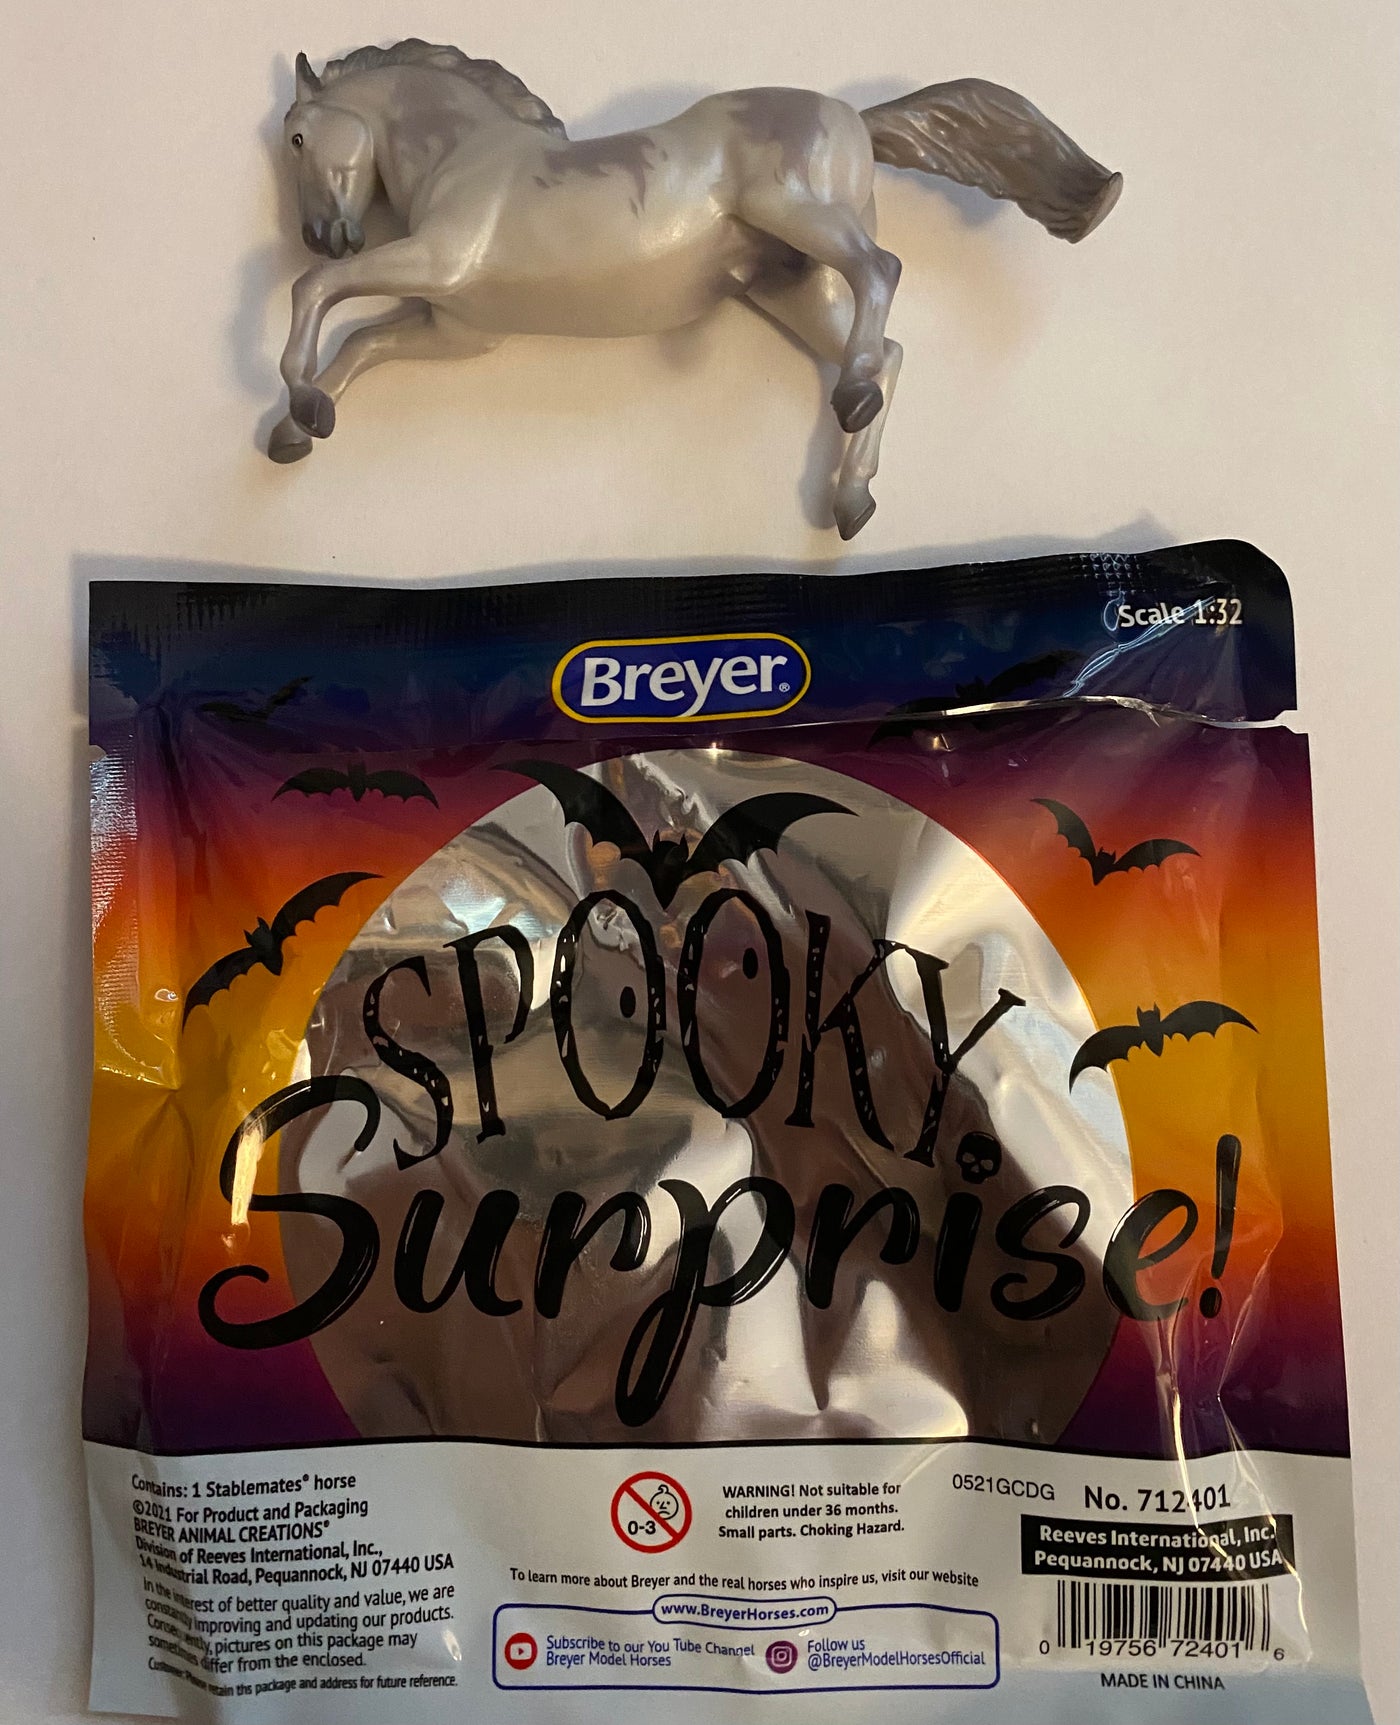 Scale 1:32
Breyer®
SPOOKY
Surprise!
Contains: 1 Stablemates® horse
©2021 For Product and Packaging
BREYER ANIMAL CREATIONS®
Division of Reeves International, Inc.,
14 Industrial Road, Pequannock, NJ 07440 USA
In the interest of better quality and value, we are
constantly improving and updating our products.
Consequently, pictures on this package may
sometimes differ from the enclosed.
Customer: Please retain ths package and address for future reference.
0-3
WARNING! Not suitable for
children under 36 months.
Small parts. Choking Hazard.
0521GCDG
No. 712401
Reeves International, Inc.
Pequannock, NJ 07440 USA
To learn more about Breyer and the real horses who inspire us, visit our website
www.BreyerHorses.com
Subscribe to our You Tube Channel
Breyer Model Horses
Follow us
@BreyerModelHorsesOfficial
0 19756 72401 6
MADE IN CHINA